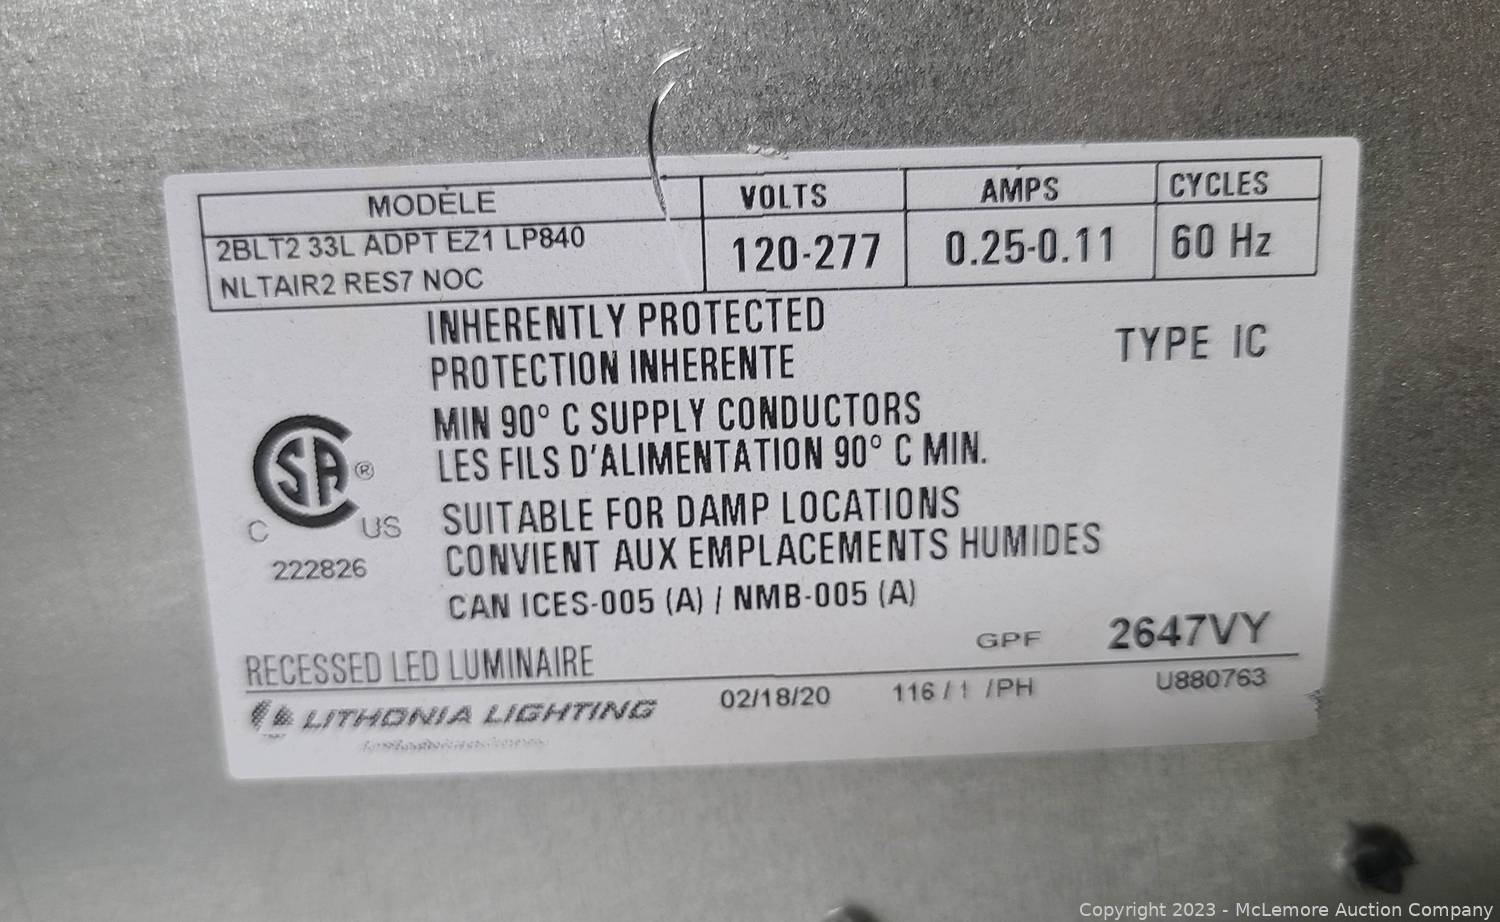 MODÈLE VOLTS AMPS CYCLES
2BLT2 33L ADPT EZ1 LP840
NLTAIR2 RES7 NOC
120-277 0.25-0.11 60 Hz
INHERENTLY PROTECTED
PROTECTION INHERENTE
TYPE IC
MIN 90° C SUPPLY CONDUCTORS
LES FILS D'ALIMENTATION 90° C MIN.
SUITABLE FOR DAMP LOCATIONS
CONVIENT AUX EMPLACEMENTS HUMIDES
CAN ICES-005 (A) / NMB-005 (A)
CSA ®
C US
222826
GPF 2647VY
RECESSED LED LUMINAIRE
LITHONIA LIGHTING 02/18/20 116 / 1 /PH U880763
Copyright 2023 - McLemore Auction Company